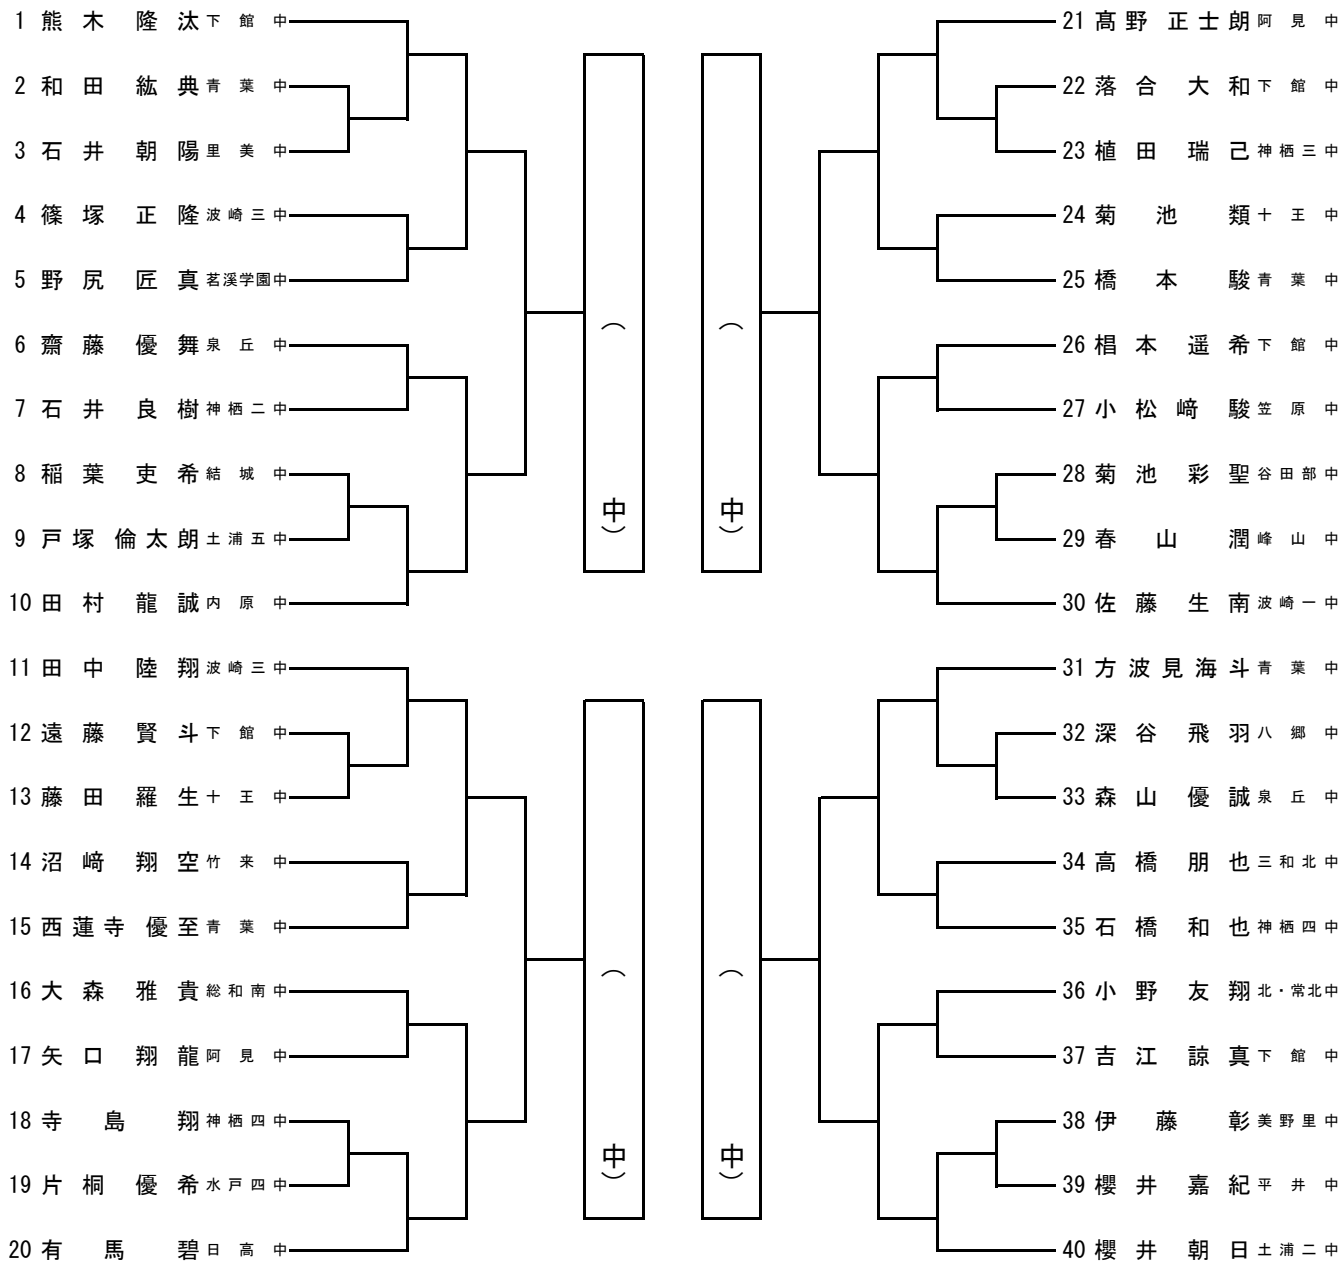 1 熊木 隆汰 下館中
2 和田 紘典 青葉中
3 石井 朝陽 里美中
4 篠塚 正隆 波崎三中
5 野尻 匠真 茗溪学園中
6 齋藤 優舞 泉丘中
7 石井 良樹 神栖二中
8 稲葉 吏希 結城中
9 戸塚 倫太朗 土浦五中
10 田村 龍誠 内原中
11 田中 陸翔 波崎三中
12 遠藤 賢斗 下館中
13 藤田 羅生 十王中
14 沼﨑 翔空 竹来中
15 西蓮寺 優至 青葉中
16 大森 雅貴 総和南中
17 矢口 翔龍 阿見中
18 寺島 翔 神栖四中
19 片桐 優希 水戸四中
20 有馬 碧 日高中
( 中)
( 中)
( 中)
( 中)
21 髙野 正士朗 阿見中
22 落合 大和 下館中
23 植田 瑞己 神栖三中
24 菊池 類 十王中
25 橋本 駿 青葉中
26 椙本 遥希 下館中
27 小松﨑 駿 笠原中
28 菊池 彩聖 谷田部中
29 春山 潤 峰山中
30 佐藤 生南 波崎一中
31 方波見 海斗 青葉中
32 深谷 飛羽 八郷中
33 森山 優誠 泉丘中
34 高橋 朋也 三和北中
35 石橋 和也 神栖四中
36 小野 友翔 北・常北中
37 吉江 諒真 下館中
38 伊藤 彰 美野里中
39 櫻井 嘉紀 平井中
40 櫻井 朝日 土浦二中